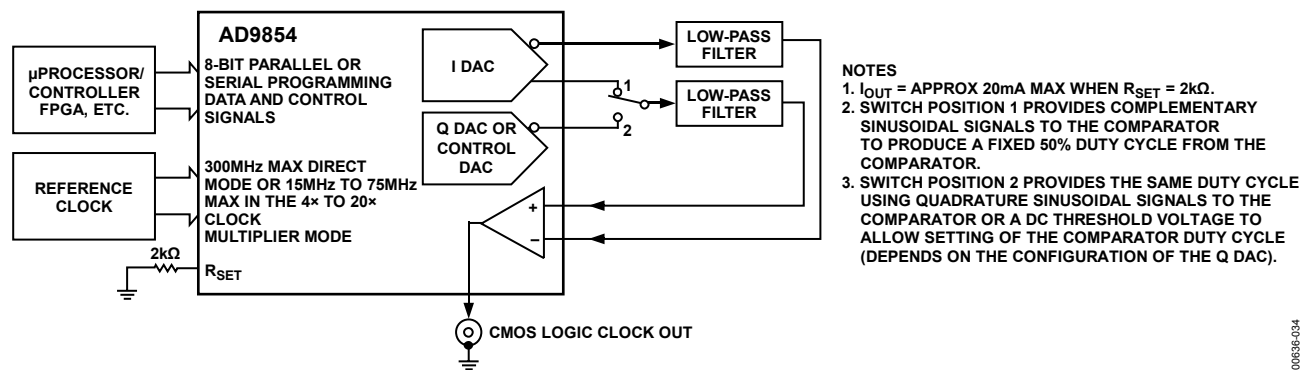 AD9854
µPROCESSOR/
CONTROLLER
FPGA, ETC.
8-BIT PARALLEL OR
SERIAL PROGRAMMING
DATA AND CONTROL
SIGNALS
REFERENCE
CLOCK
300MHz MAX DIRECT
MODE OR 15MHz TO 75MHz
MAX IN THE 4× TO 20×
CLOCK
MULTIPLIER MODE
2kΩ
RSET
I DAC
Q DAC OR
CONTROL
DAC
1
2
LOW-PASS
FILTER
LOW-PASS
FILTER
+
–
CMOS LOGIC CLOCK OUT
NOTES
1. IOUT = APPROX 20mA MAX WHEN RSET = 2kΩ.
2. SWITCH POSITION 1 PROVIDES COMPLEMENTARY
SINUSOIDAL SIGNALS TO THE COMPARATOR
TO PRODUCE A FIXED 50% DUTY CYCLE FROM THE
COMPARATOR.
3. SWITCH POSITION 2 PROVIDES THE SAME DUTY CYCLE
USING QUADRATURE SINUSOIDAL SIGNALS TO THE
COMPARATOR OR A DC THRESHOLD VOLTAGE TO
ALLOW SETTING OF THE COMPARATOR DUTY CYCLE
(DEPENDS ON THE CONFIGURATION OF THE Q DAC).
00636-034